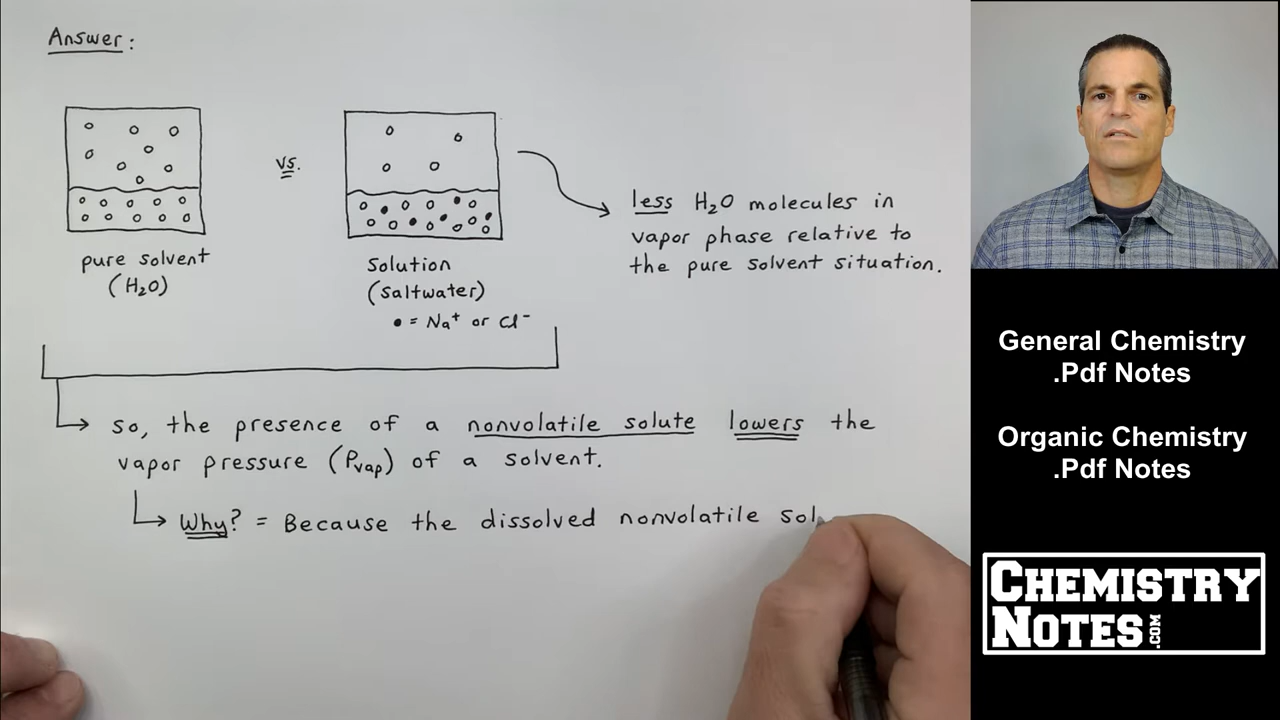 Answer:
vs.
less H₂O molecules in
vapor phase relative to
the pure solvent situation.
pure solvent
(H₂O)
Solution
(saltwater)
• = Na⁺ or Cl⁻
so, the presence of a nonvolatile solute lowers the
vapor pressure (Pvap) of a solvent.
Why? = Because the dissolved nonvolatile sol
General Chemistry
.Pdf Notes
Organic Chemistry
.Pdf Notes
CHEMISTRY
NOTES.COM